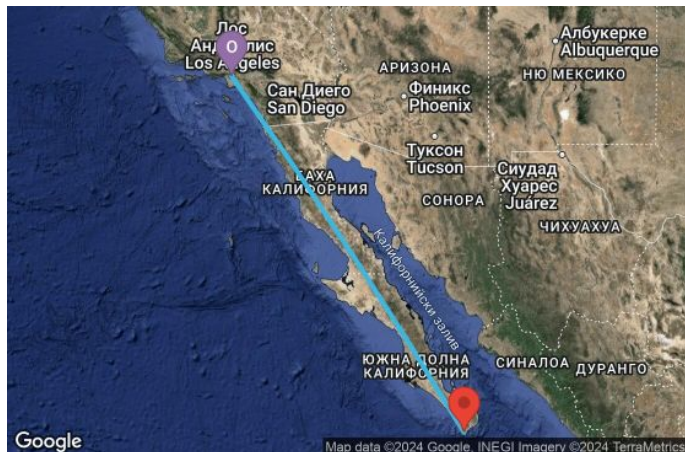 Лос
Анджелис
Los Angeles
O
Албукерке
Albuquerque
АРИЗОНА
НЮ МЕКСИКО
Сан Диего
San Diego
Финикс
Phoenix
Тусон
Tucson
Сиудад
Хуарес
Juárez
БАХА
КАЛИФОРНИЯ
СОНОРА
ЧИХУАХУА
Калифорнийски залив
ЮЖНА ДОЛНА
КАЛИФОРНИЯ
СИНАЛОА
ДУРАНГО
Google
Map data ©2024 Google, INEGI Imagery ©2024 TerraMetrics